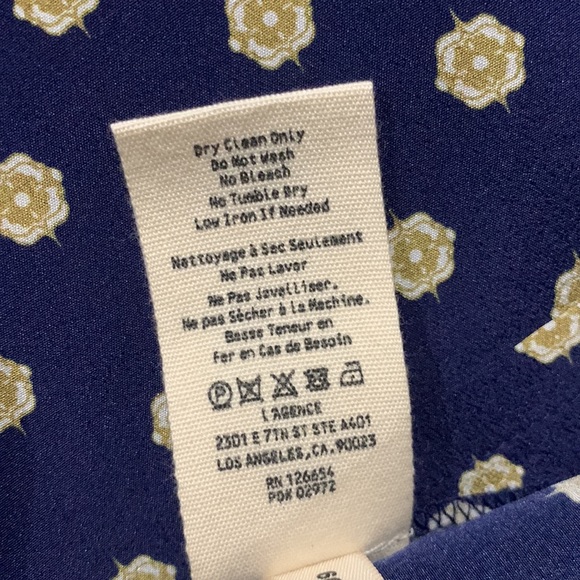 Dry Clean Only
Do Not Wash
No Bleach
No Tumble Dry
Low Iron If Needed
Nettoyage à Sec Seulement
Ne Pas Laver
Ne Pas Javelliser.
Ne pas Sècher à la Machine.
Basse Teneur en
Fer en Cas de Besoin
P
L'AGENCE
2301 E 7TH ST STE A401
LOS ANGELES,CA.90023
RN 126654
PDK 02972